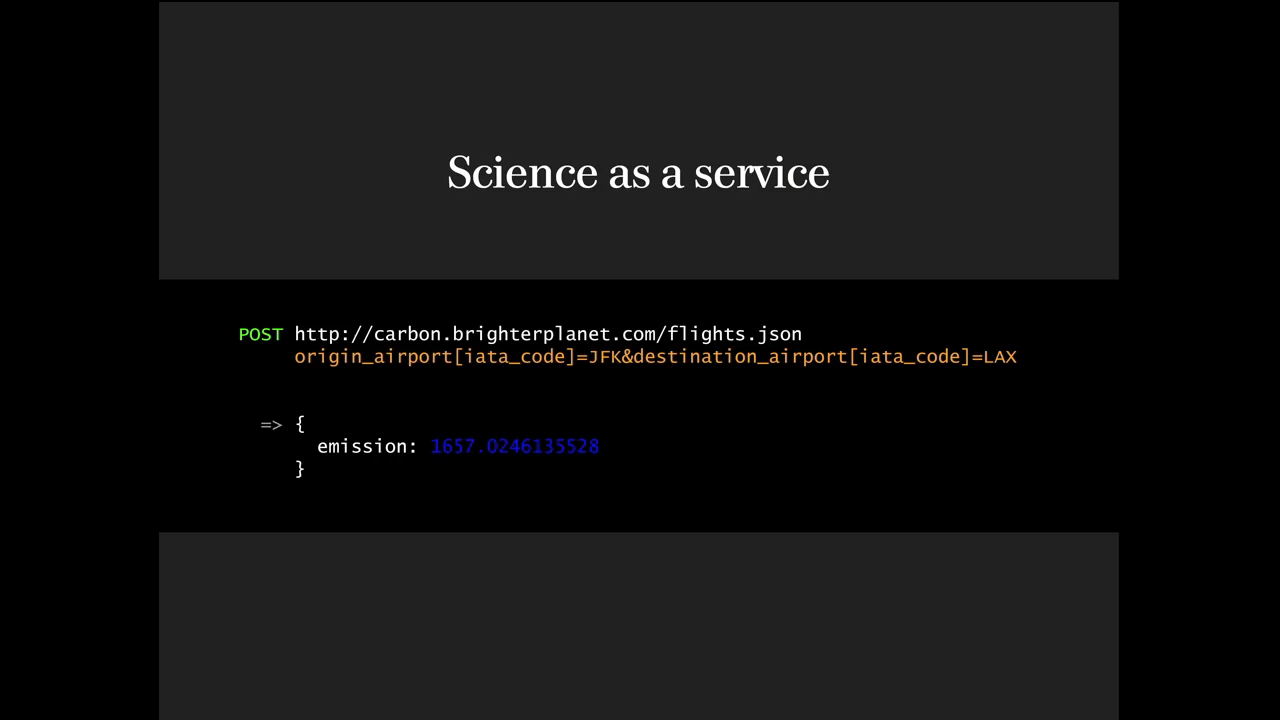 Science as a service
POST http://carbon.brighterplanet.com/flights.json
origin_airport[iata_code]=JFK&destination_airport[iata_code]=LAX
=> {
emission: 1657.0246135528
}